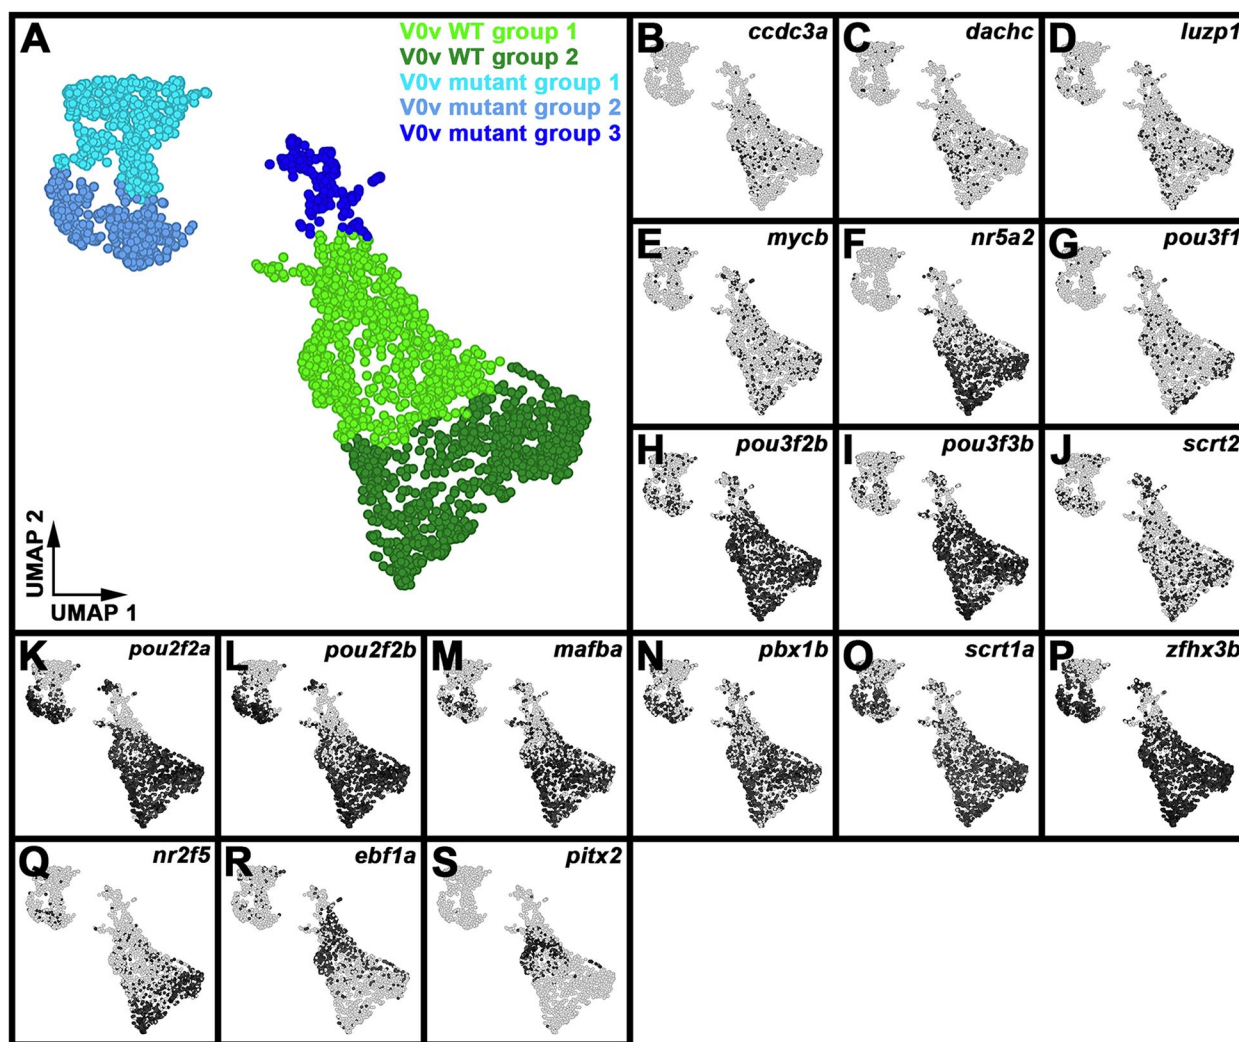 A
V0v WT group 1
V0v WT group 2
V0v mutant group 1
V0v mutant group 2
V0v mutant group 3
UMAP 2
UMAP 1
B ccdc3a
C dachc
D luzp1
E mycb
F nr5a2
G pou3f1
H pou3f2b
I pou3f3b
J scrt2
K pou2f2a
L pou2f2b
M mafba
N pbx1b
O scrt1a
P zfhx3b
Q nr2f5
R ebf1a
S pitx2